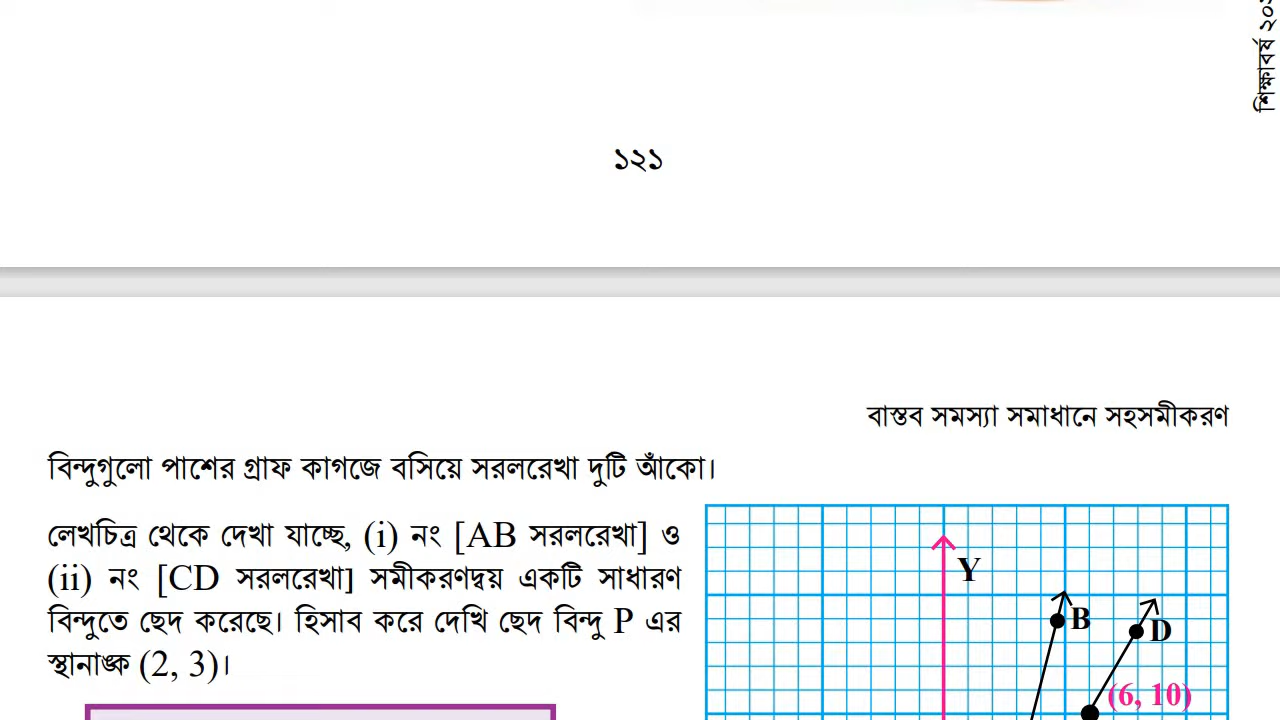 শিক্ষাবর্ষ
১২১
বাস্তব সমস্যা সমাধানে সহসমীকরণ
বিন্দুগুলো পাশের গ্রাফ কাগজে বসিয়ে সরলরেখা দুটি আঁকো।
লেখচিত্র থেকে দেখা যাচ্ছে, (i) নং [AB সরলরেখা] ও
(ii) নং [CD সরলরেখা] সমীকরণদ্বয় একটি সাধারণ
বিন্দুতে ছেদ করেছে। হিসাব করে দেখি ছেদ বিন্দু P এর
স্থানাঙ্ক (2, 3)।
Y
B
D
(6, 10)